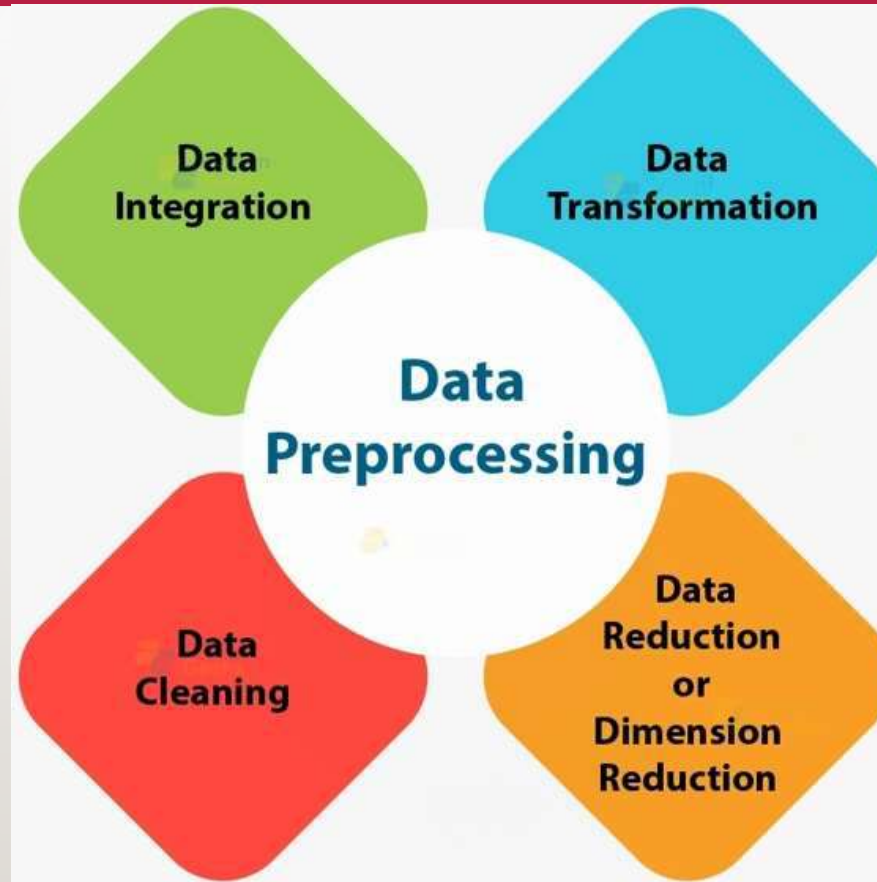 Data
Integration
Data
Transformation
Data
Preprocessing
Data
Cleaning
Data
Reduction
or
Dimension
Reduction